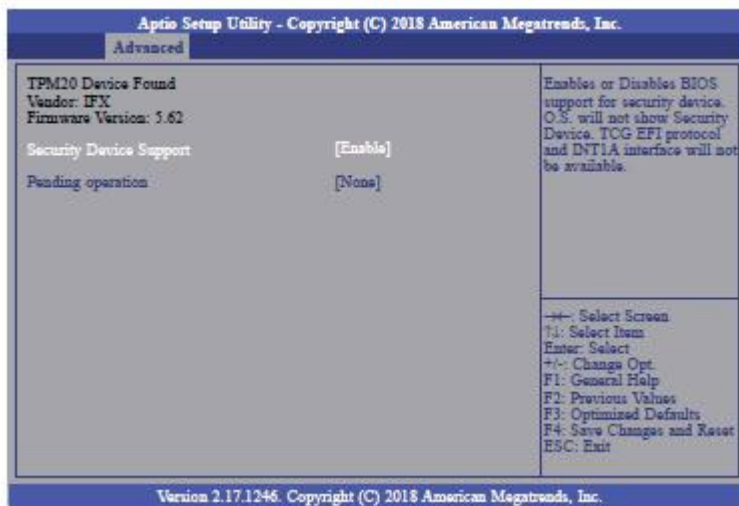 Aptio Setup Utility - Copyright (C) 2018 American Megatrends, Inc.
Advanced
TPM20 Device Found
Vendor: IFX
Firmware Version: 5.62
Security Device Support [Enable]
Pending operation [None]
Enables or Disables BIOS
support for security device.
O.S. will not show Security
Device. TCG EFI protocol
and INT1A interface will not
be available.
→←: Select Screen
↑↓: Select Item
Enter: Select
+/-: Change Opt.
F1: General Help
F2: Previous Values
F3: Optimized Defaults
F4: Save Changes and Reset
ESC: Exit
Version 2.17.1246. Copyright (C) 2018 American Megatrends, Inc.